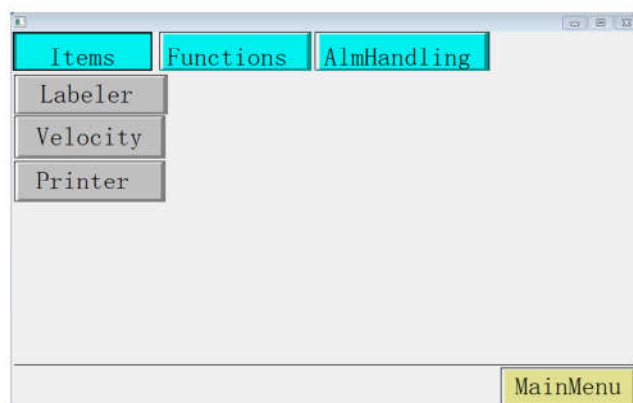 Items Functions AlmHandling
Labeler
Velocity
Printer
MainMenu